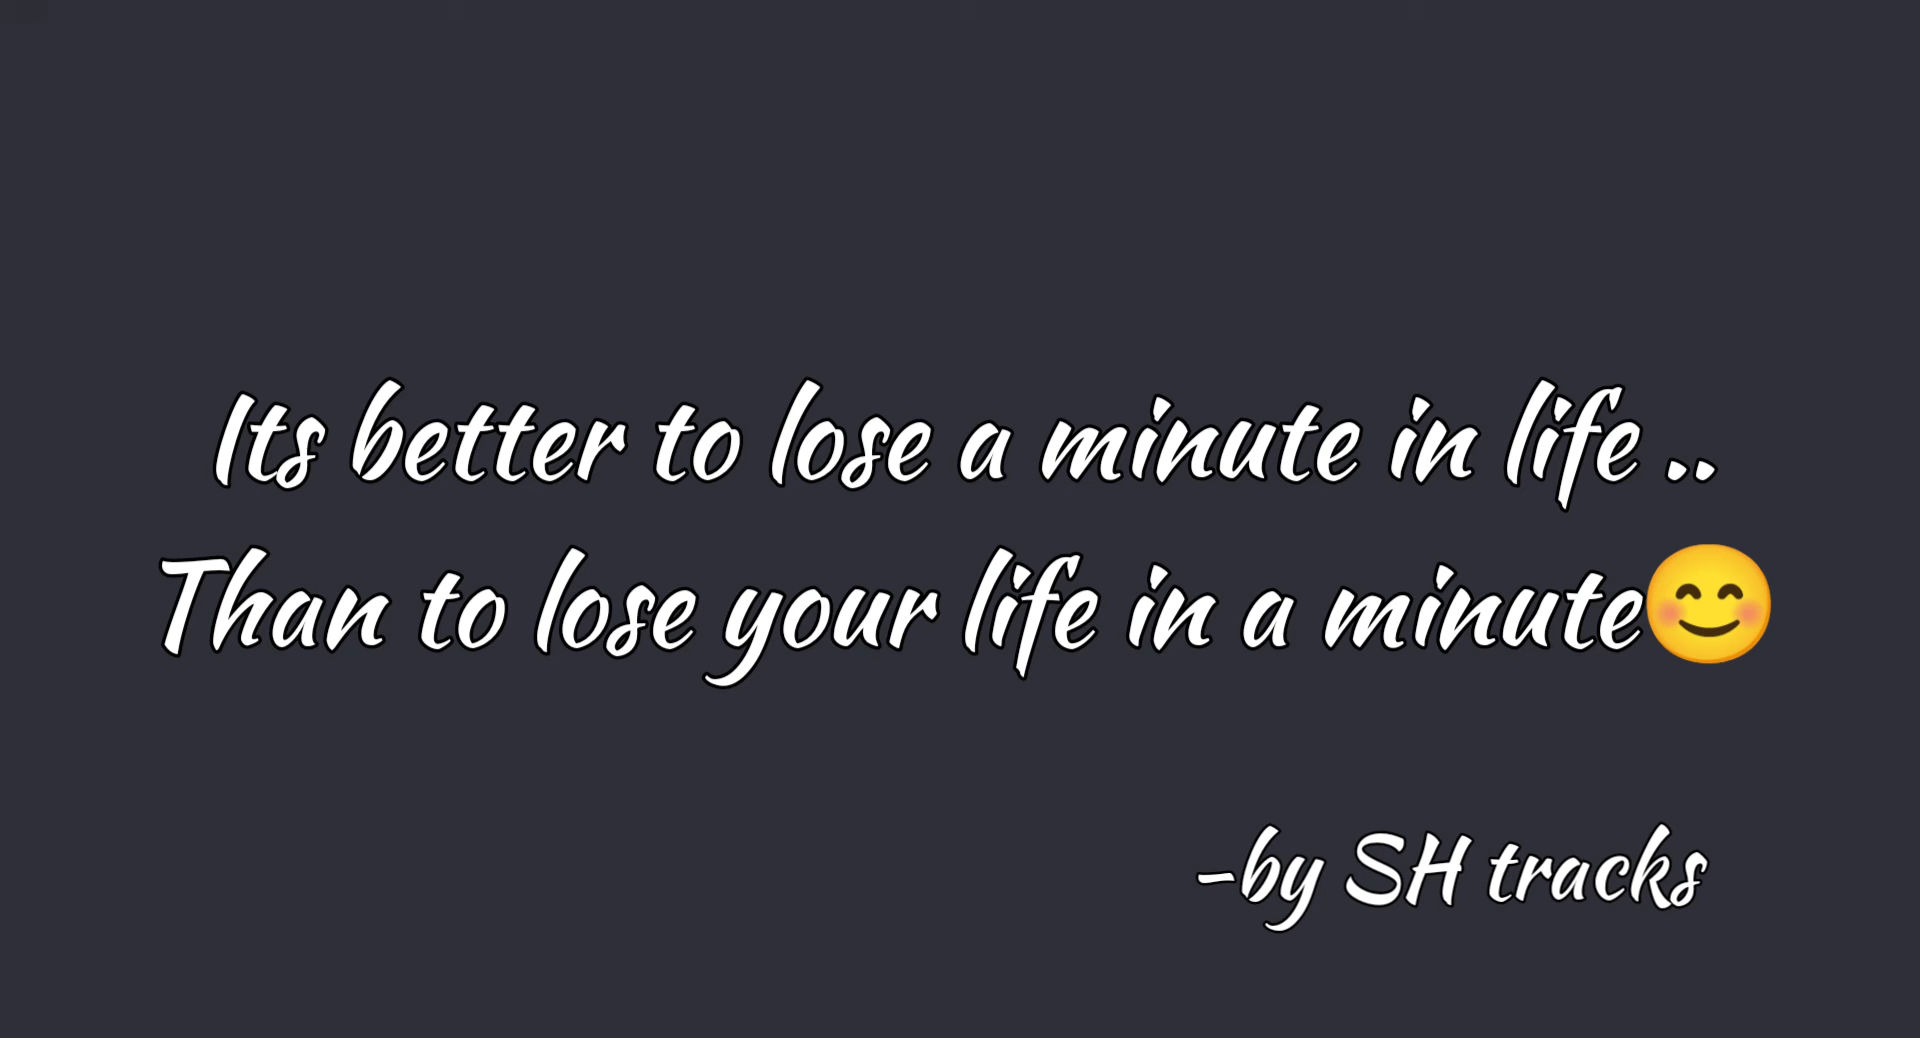 Its better to lose a minute in life ..
Than to lose your life in a minute😊
-by SH tracks